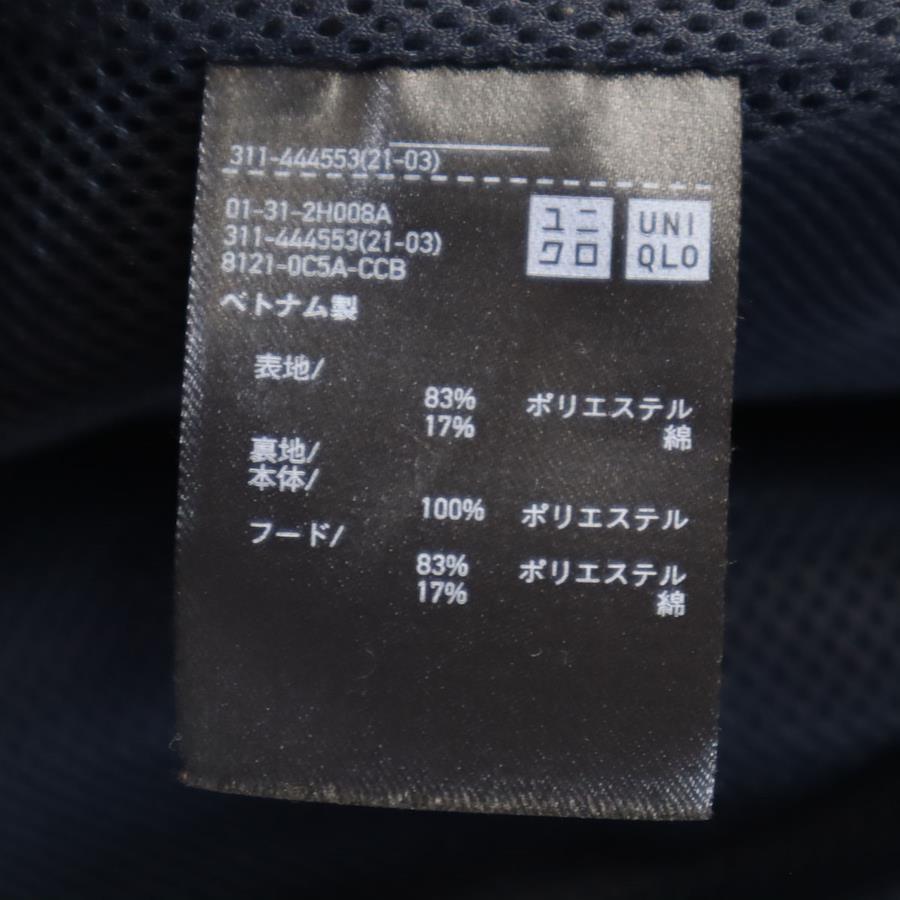 311-444553(21-03)
01-31-2H008A
311-444553(21-03)
8121-0C5A-CCB
ユニ
クロ
UNI
QLO
ベトナム製
表地/
83% ポリエステル
17% 綿
裏地/
本体/
100% ポリエステル
フード/
83% ポリエステル
17% 綿